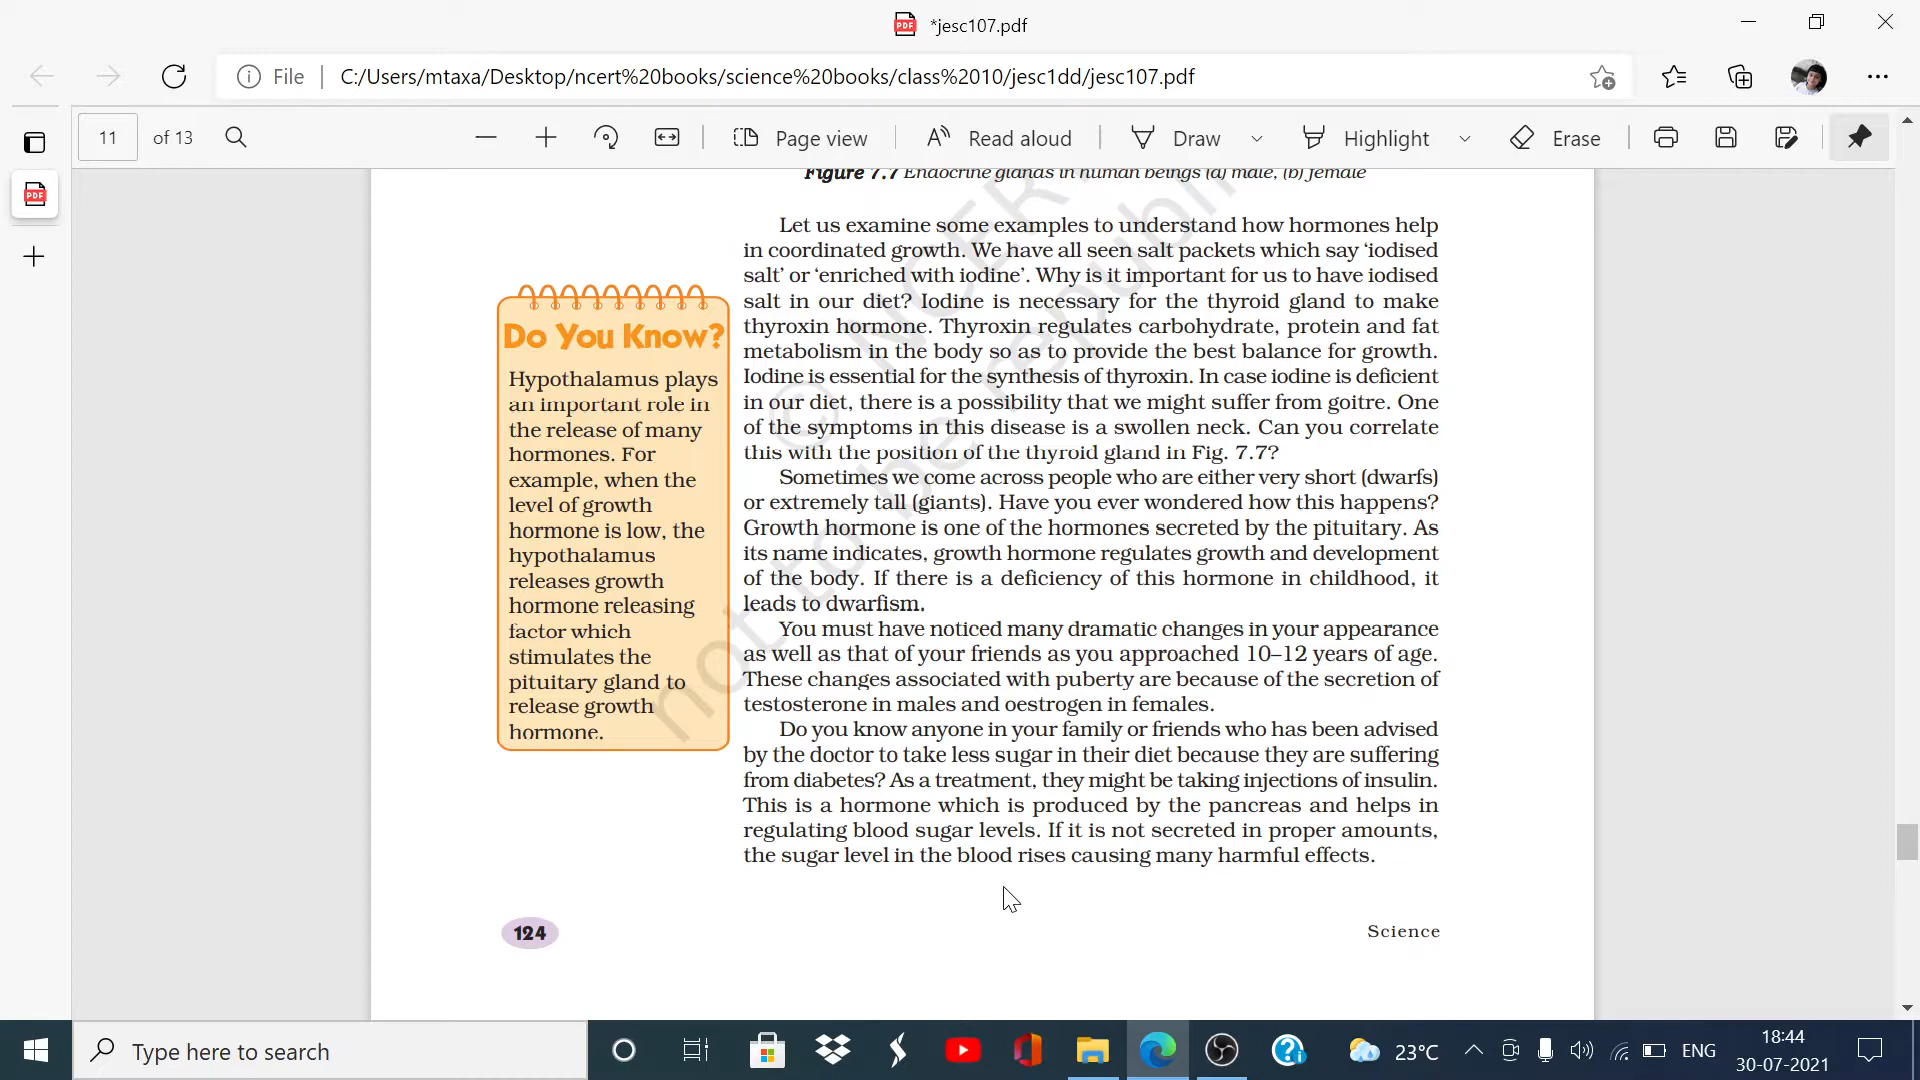 *jesc107.pdf
File
C:/Users/mtaxa/Desktop/ncert%20books/science%20books/class%2010/jesc1dd/jesc107.pdf
11 of 13
Page view
Read aloud
Draw
Highlight
Erase
Figure 7.7 Endocrine glands in human beings (a) male, (b) female
Let us examine some examples to understand how hormones help
in coordinated growth. We have all seen salt packets which say ‘iodised
salt’ or ‘enriched with iodine’. Why is it important for us to have iodised
salt in our diet? Iodine is necessary for the thyroid gland to make
thyroxin hormone. Thyroxin regulates carbohydrate, protein and fat
metabolism in the body so as to provide the best balance for growth.
Iodine is essential for the synthesis of thyroxin. In case iodine is deficient
in our diet, there is a possibility that we might suffer from goitre. One
of the symptoms in this disease is a swollen neck. Can you correlate
this with the position of the thyroid gland in Fig. 7.7?
Sometimes we come across people who are either very short (dwarfs)
or extremely tall (giants). Have you ever wondered how this happens?
Growth hormone is one of the hormones secreted by the pituitary. As
its name indicates, growth hormone regulates growth and development
of the body. If there is a deficiency of this hormone in childhood, it
leads to dwarfism.
You must have noticed many dramatic changes in your appearance
as well as that of your friends as you approached 10–12 years of age.
These changes associated with puberty are because of the secretion of
testosterone in males and oestrogen in females.
Do you know anyone in your family or friends who has been advised
by the doctor to take less sugar in their diet because they are suffering
from diabetes? As a treatment, they might be taking injections of insulin.
This is a hormone which is produced by the pancreas and helps in
regulating blood sugar levels. If it is not secreted in proper amounts,
the sugar level in the blood rises causing many harmful effects.
Do You Know?
Hypothalamus plays
an important role in
the release of many
hormones. For
example, when the
level of growth
hormone is low, the
hypothalamus
releases growth
hormone releasing
factor which
stimulates the
pituitary gland to
release growth
hormone.
© NCER
not to be republi
124
Science
Type here to search
23°C
ENG
18:44
30-07-2021